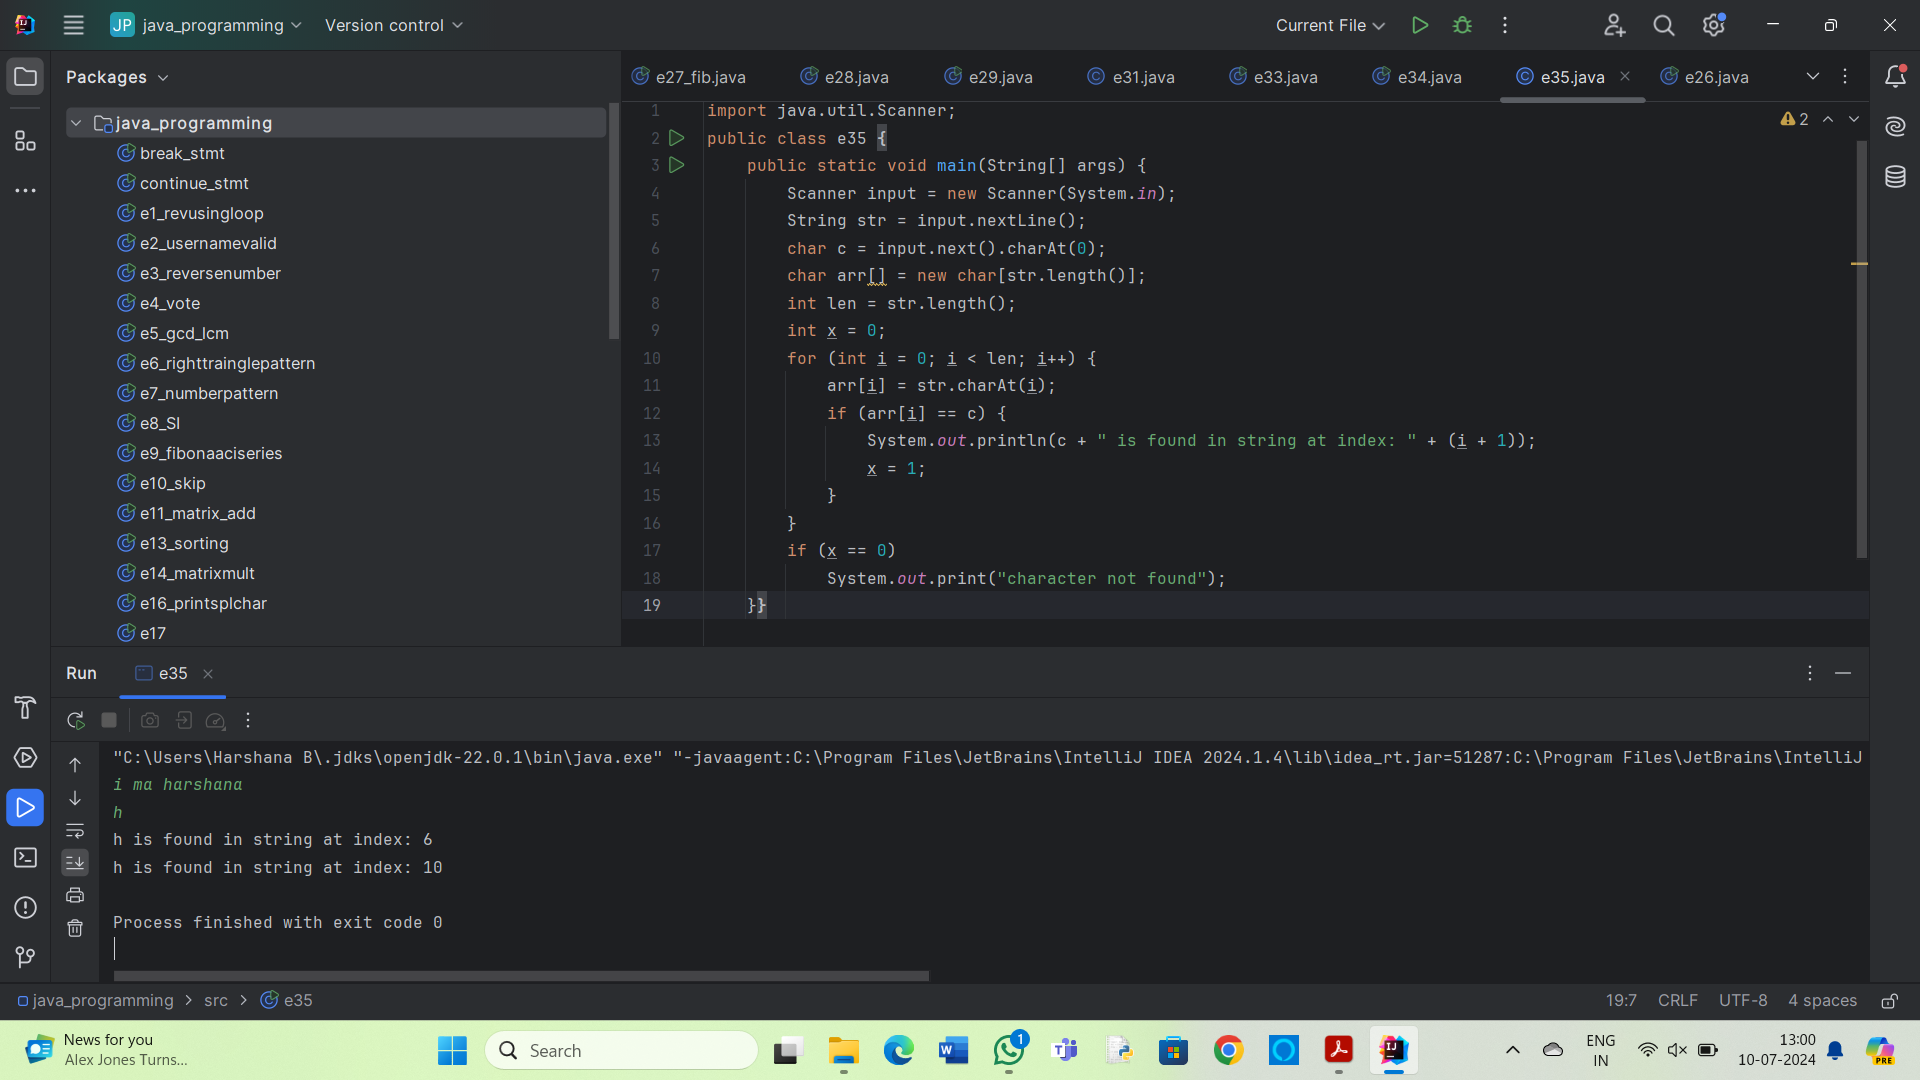 JP java_programming Version control Current File
Packages
e27_fib.java e28.java e29.java e31.java e33.java e34.java e35.java e26.java
java_programming
break_stmt
continue_stmt
e1_revusingloop
e2_usernamevalid
e3_reversenumber
e4_vote
e5_gcd_lcm
e6_righttrainglepattern
e7_numberpattern
e8_SI
e9_fibonaaciseries
e10_skip
e11_matrix_add
e13_sorting
e14_matrixmult
e16_printsplchar
e17
2
1 import java.util.Scanner;
2 public class e35 {
3 public static void main(String[] args) {
4 Scanner input = new Scanner(System.in);
5 String str = input.nextLine();
6 char c = input.next().charAt(0);
7 char arr[] = new char[str.length()];
8 int len = str.length();
9 int x = 0;
10 for (int i = 0; i < len; i++) {
11 arr[i] = str.charAt(i);
12 if (arr[i] == c) {
13 System.out.println(c + " is found in string at index: " + (i + 1));
14 x = 1;
15 }
16 }
17 if (x == 0)
18 System.out.print("character not found");
19 }}
Run e35
"C:\Users\Harshana B\.jdks\openjdk-22.0.1\bin\java.exe" "-javaagent:C:\Program Files\JetBrains\IntelliJ IDEA 2024.1.4\lib\idea_rt.jar=51287:C:\Program Files\JetBrains\IntelliJ
i ma harshana
h
h is found in string at index: 6
h is found in string at index: 10
Process finished with exit code 0
java_programming > src > e35 19:7 CRLF UTF-8 4 spaces
News for you
Alex Jones Turns...
Search
1
ENG
IN
13:00
10-07-2024
PRE